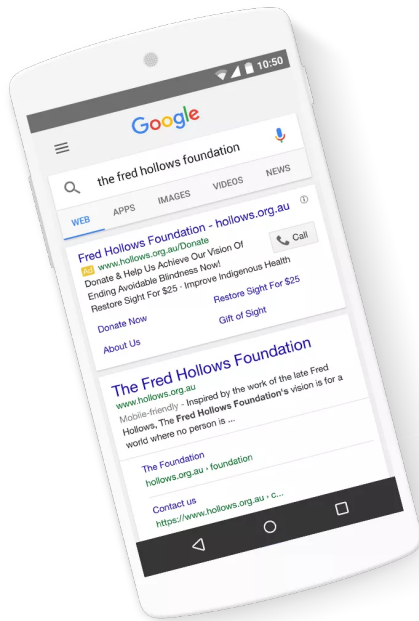 10:50
Google
the fred hollows foundation
WEB APPS IMAGES VIDEOS NEWS
Fred Hollows Foundation - hollows.org.au
Ad www.hollows.org.au/Donate
Call
Donate & Help Us Achieve Our Vision Of
Ending Avoidable Blindness Now!
Restore Sight For $25 · Improve Indigenous Health
Donate Now Restore Sight For $25
About Us Gift of Sight
The Fred Hollows Foundation
www.hollows.org.au
Mobile-friendly - Inspired by the work of the late Fred
Hollows, The Fred Hollows Foundation's vision is for a
world where no person is ...
The Foundation
hollows.org.au › foundation
Contact us
https://www.hollows.org.au › c...